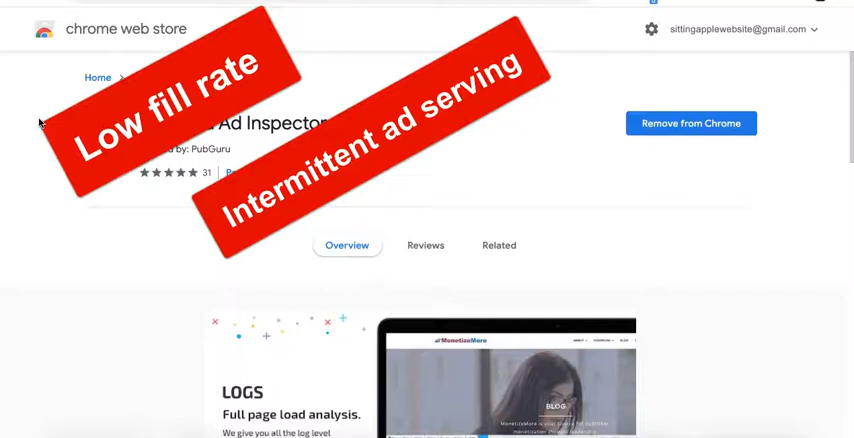 chrome web store
sittingapplewebsite@gmail.com
Home
Low fill rate
Intermittent ad serving
Ad Inspector
Remove from Chrome
by: PubGuru
31
Overview
Reviews
Related
MonetizeMore
BLOG
LOGS
Full page load analysis.
We give you all the log level